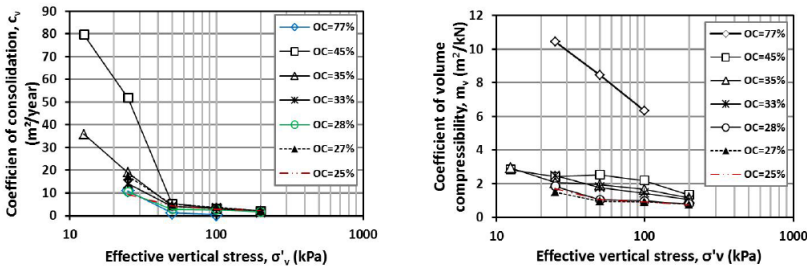 Coefficien of consolidation, cᵥ
(m²/year)
90
80
70
60
50
40
30
20
10
0
10
100
1000
Effective vertical stress, σ'ᵥ (kPa)
OC=77%
OC=45%
OC=35%
OC=33%
OC=28%
OC=27%
OC=25%
Coefficient of volume
compressibility, mᵥ (m²/kN)
12
10
8
6
4
2
0
10
100
1000
Effective vertical stress, σ'v (kPa)
OC=77%
OC=45%
OC=35%
OC=33%
OC=28%
OC=27%
OC=25%